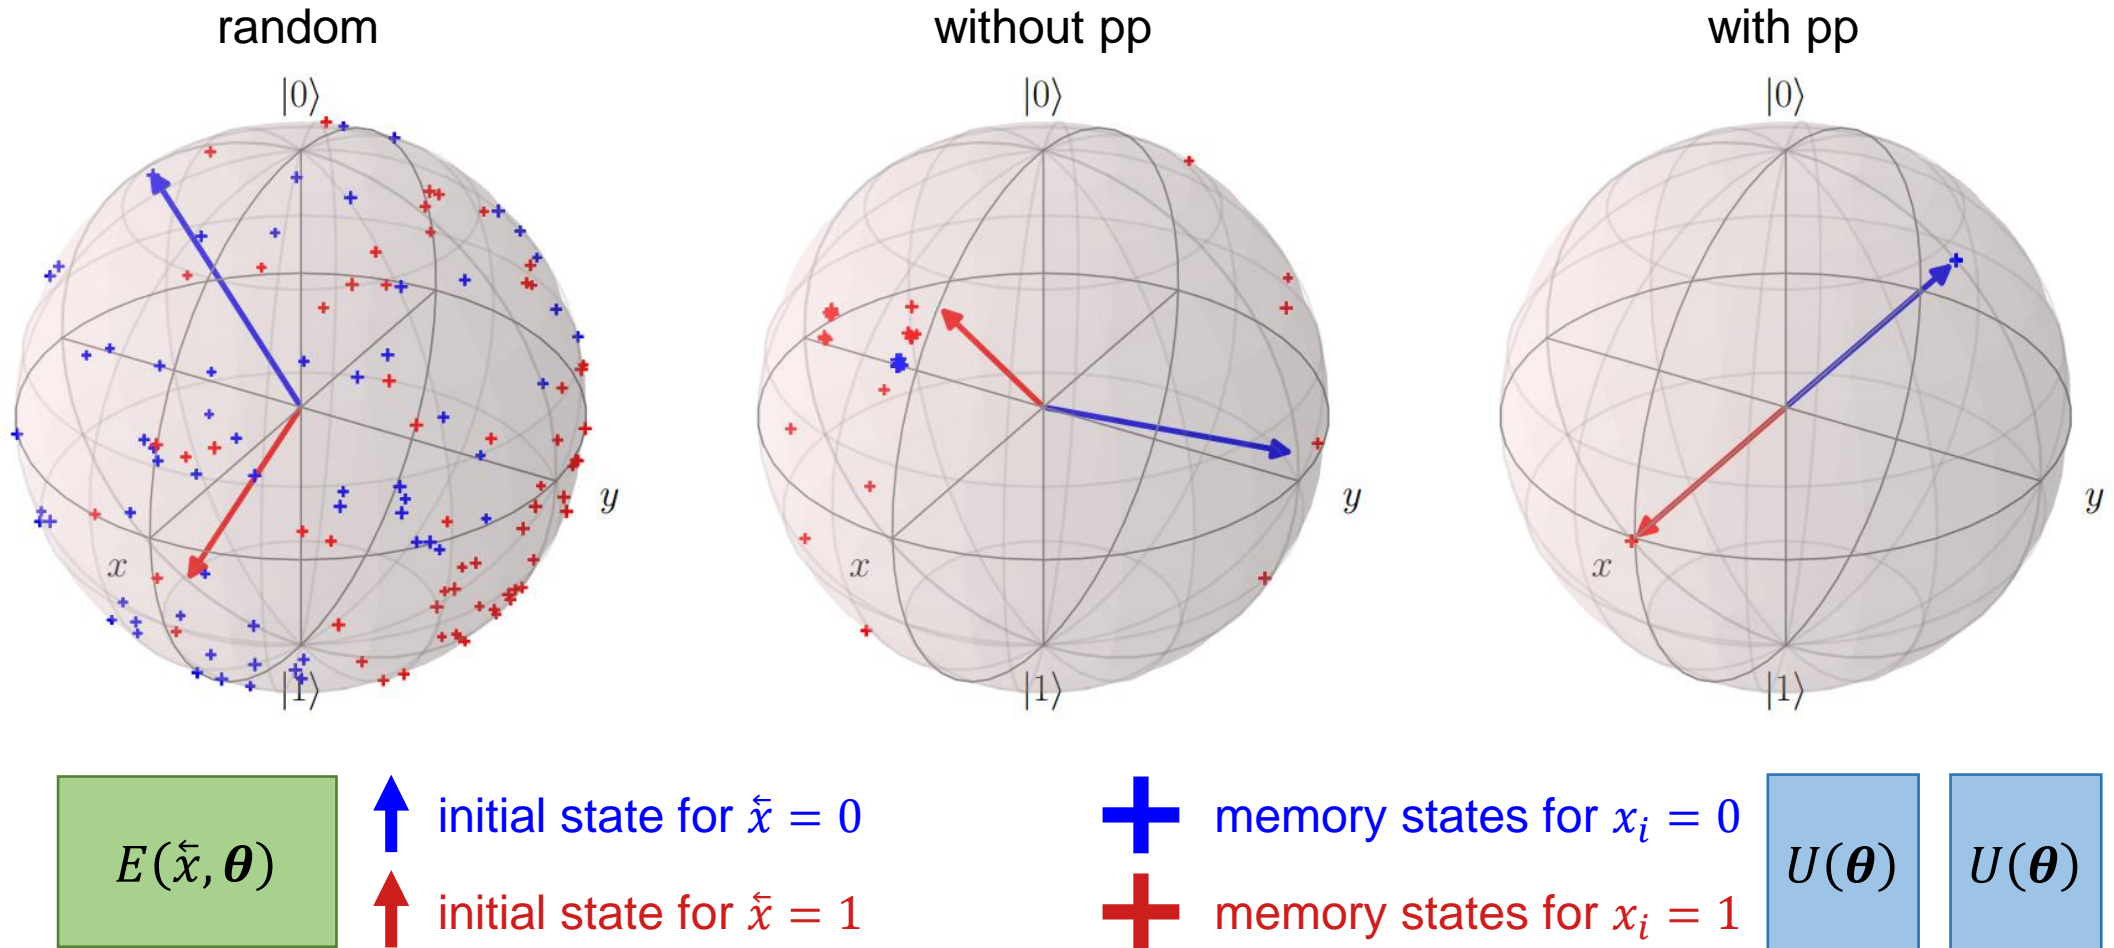 random
without pp
with pp
|0⟩
|0⟩
|0⟩
y
y
y
x
x
x
|1⟩
|1⟩
|1⟩
E(x⃖, θ)
initial state for x⃖ = 0
initial state for x⃖ = 1
memory states for xᵢ = 0
memory states for xᵢ = 1
U(θ)
U(θ)